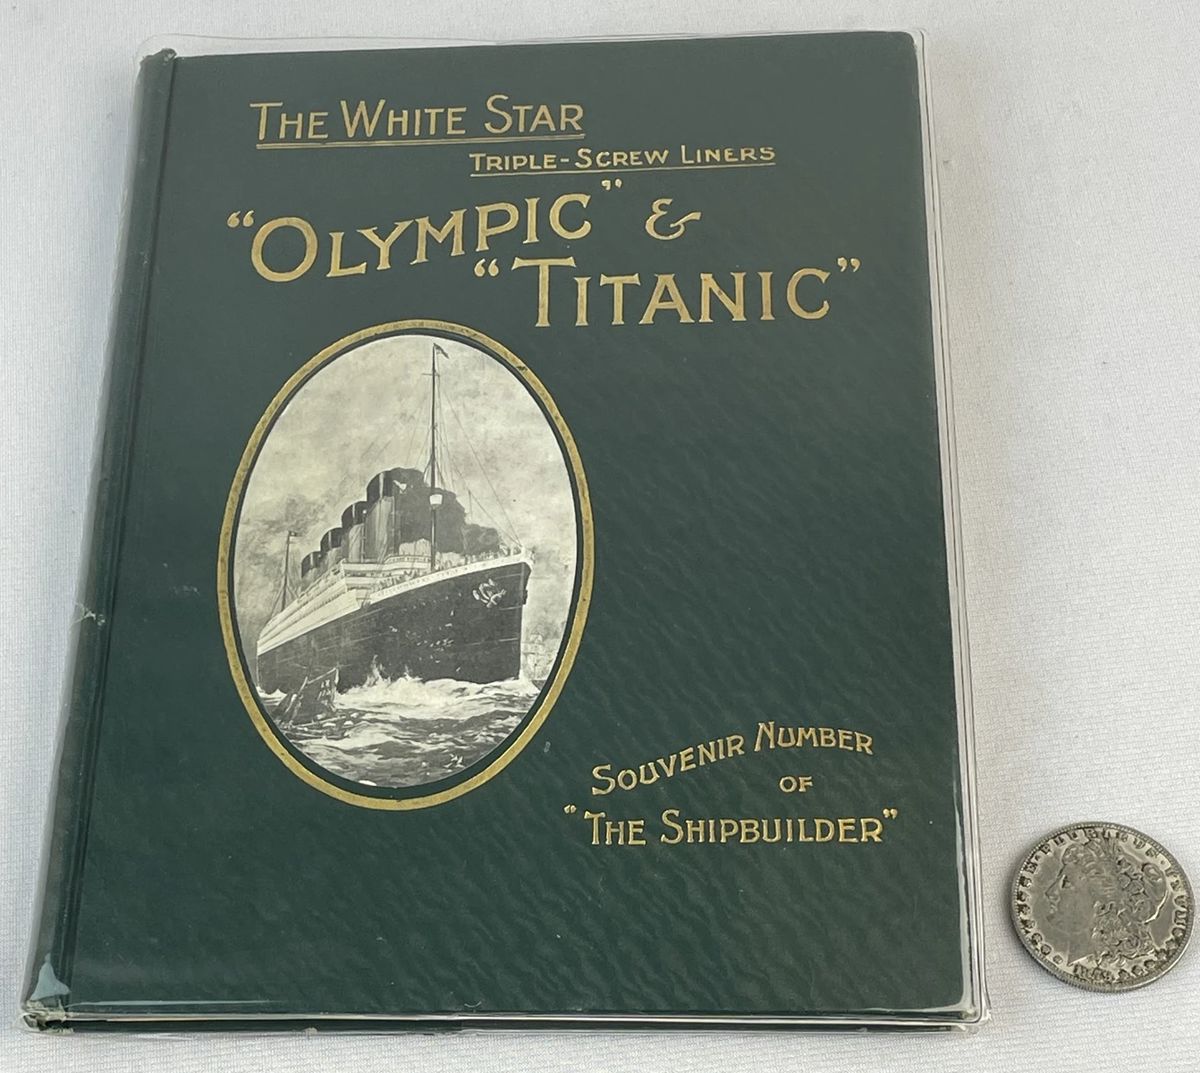 THE WHITE STAR
TRIPLE-SCREW LINERS
"OLYMPIC" &
"TITANIC"
SOUVENIR NUMBER
OF
"THE SHIPBUILDER"